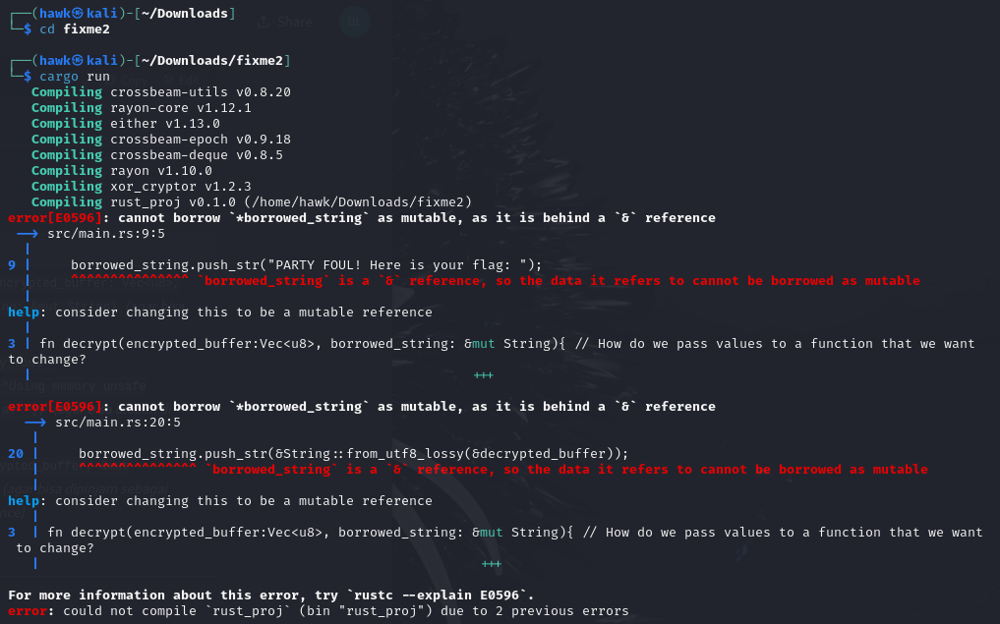 ┌──(hawk㉿kali)-[~/Downloads]
└─$ cd fixme2
┌──(hawk㉿kali)-[~/Downloads/fixme2]
└─$ cargo run
Compiling crossbeam-utils v0.8.20
Compiling rayon-core v1.12.1
Compiling either v1.13.0
Compiling crossbeam-epoch v0.9.18
Compiling crossbeam-deque v0.8.5
Compiling rayon v1.10.0
Compiling xor_cryptor v1.2.3
Compiling rust_proj v0.1.0 (/home/hawk/Downloads/fixme2)
error[E0596]: cannot borrow `*borrowed_string` as mutable, as it is behind a `&` reference
--> src/main.rs:9:5
|
9 | borrowed_string.push_str("PARTY FOUL! Here is your flag: ");
| ^^^^^^^^^^^^^^^ `borrowed_string` is a `&` reference, so the data it refers to cannot be borrowed as mutable
|
help: consider changing this to be a mutable reference
|
3 | fn decrypt(encrypted_buffer:Vec<u8>, borrowed_string: &mut String){ // How do we pass values to a function that we want
to change?
| +++
error[E0596]: cannot borrow `*borrowed_string` as mutable, as it is behind a `&` reference
--> src/main.rs:20:5
|
20 | borrowed_string.push_str(&String::from_utf8_lossy(&decrypted_buffer));
| ^^^^^^^^^^^^^^^ `borrowed_string` is a `&` reference, so the data it refers to cannot be borrowed as mutable
|
help: consider changing this to be a mutable reference
|
3 | fn decrypt(encrypted_buffer:Vec<u8>, borrowed_string: &mut String){ // How do we pass values to a function that we want
to change?
| +++
For more information about this error, try `rustc --explain E0596`.
error: could not compile `rust_proj` (bin "rust_proj") due to 2 previous errors